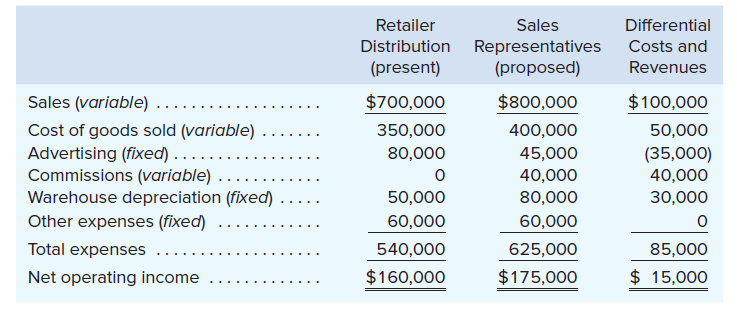 Retailer Distribution (present) Sales Representatives (proposed) Differential Costs and Revenues
Sales (variable) . . . . . . . . . . . . . . . . . . . $700,000 $800,000 $100,000
Cost of goods sold (variable) . . . . . . . 350,000 400,000 50,000
Advertising (fixed) . . . . . . . . . . . . . . . . . 80,000 45,000 (35,000)
Commissions (variable) . . . . . . . . . . . . 0 40,000 40,000
Warehouse depreciation (fixed) . . . . . 50,000 80,000 30,000
Other expenses (fixed) . . . . . . . . . . . . 60,000 60,000 0
Total expenses . . . . . . . . . . . . . . . . . . . 540,000 625,000 85,000
Net operating income . . . . . . . . . . . . . $160,000 $175,000 $ 15,000